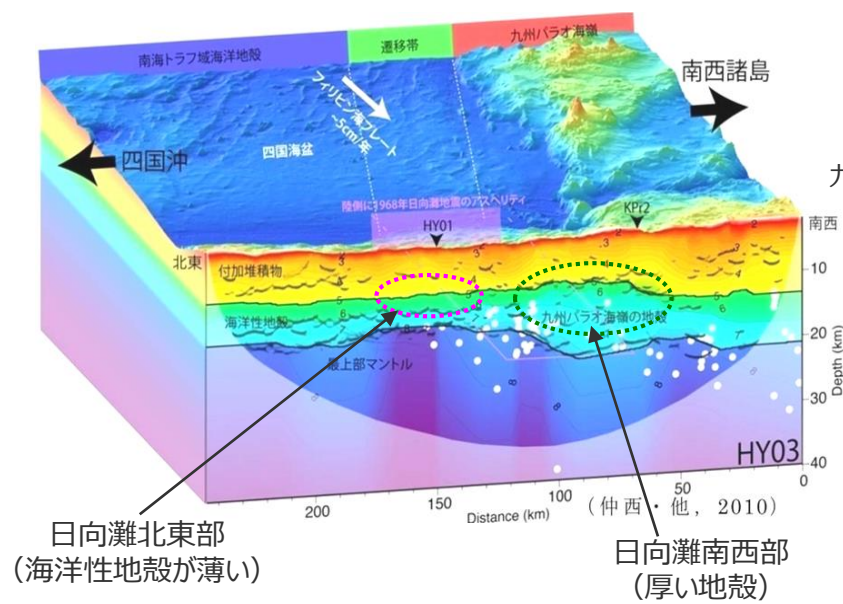 南海トラフ域海洋地殻
遷移帯
九州パラオ海嶺
南西諸島
フィリピン海プレート
~5cm/年
四国海盆
四国沖
陸側に1968年日向灘地震のアスペリティ
HY01
KPr2
南西
北東
付加堆積物
海洋性地殻
九州パラオ海嶺の地殻
最上部マントル
10
20
30
40
Depth (km)
HY03
200
150
100
50
0
Distance (km)
(仲西・他, 2010)
日向灘北東部
(海洋性地殻が薄い)
日向灘南西部
(厚い地殻)